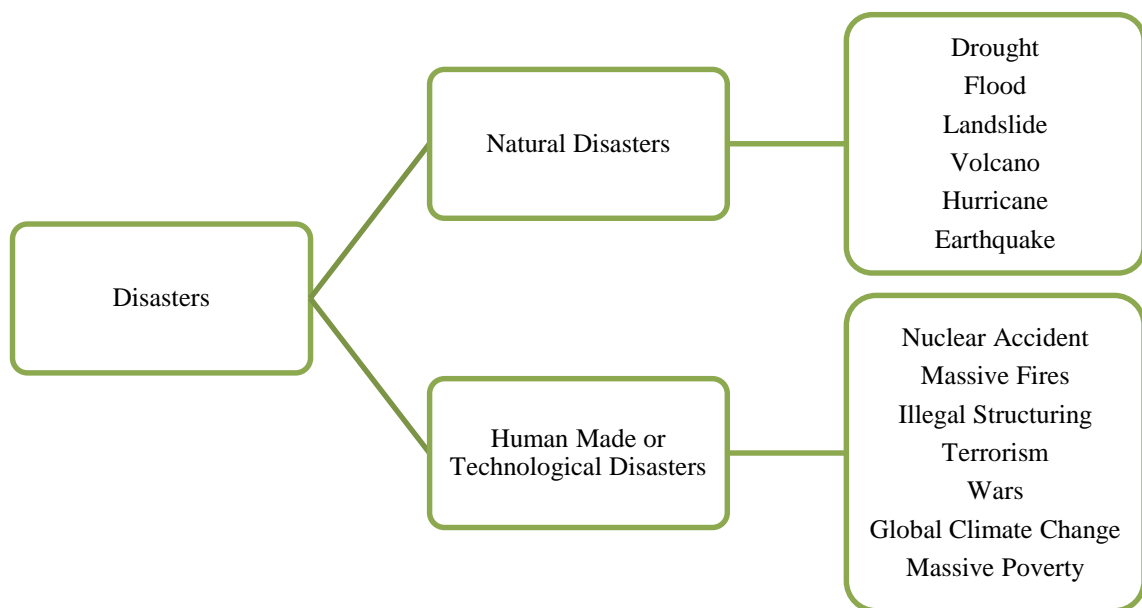 Disasters
Natural Disasters
Drought
Flood
Landslide
Volcano
Hurricane
Earthquake
Human Made or
Technological Disasters
Nuclear Accident
Massive Fires
Illegal Structuring
Terrorism
Wars
Global Climate Change
Massive Poverty